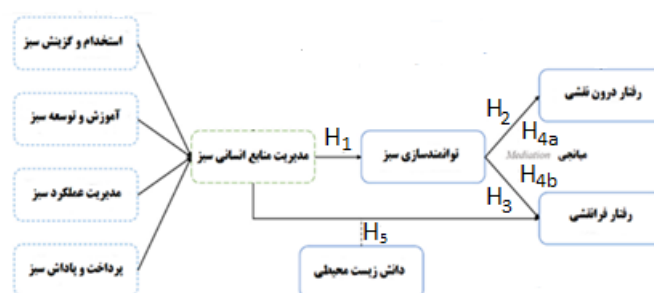 استخدام و گزینش سبز
آموزش و توسعه سبز
مدیریت عملکرد سبز
پرداخت و پاداش سبز
مدیریت منابع انسانی سبز
H1
توانمندسازی سبز
H2
H4a
میانجی Mediation
H4b
H3
رفتار درون نقشی
رفتار فرانقشی
H5
دانش زیست محیطی